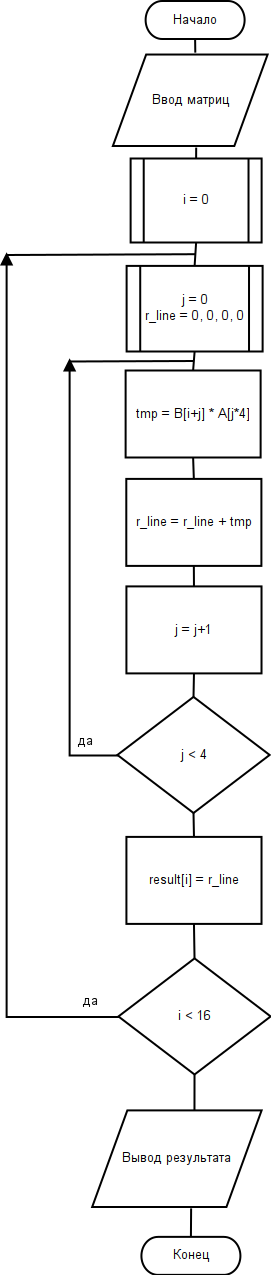 Начало
Ввод матриц
i = 0
j = 0
r_line = 0, 0, 0, 0
tmp = B[i+j] * A[j*4]
r_line = r_line + tmp
j = j+1
да
j < 4
result[i] = r_line
да
i < 16
Вывод результата
Конец